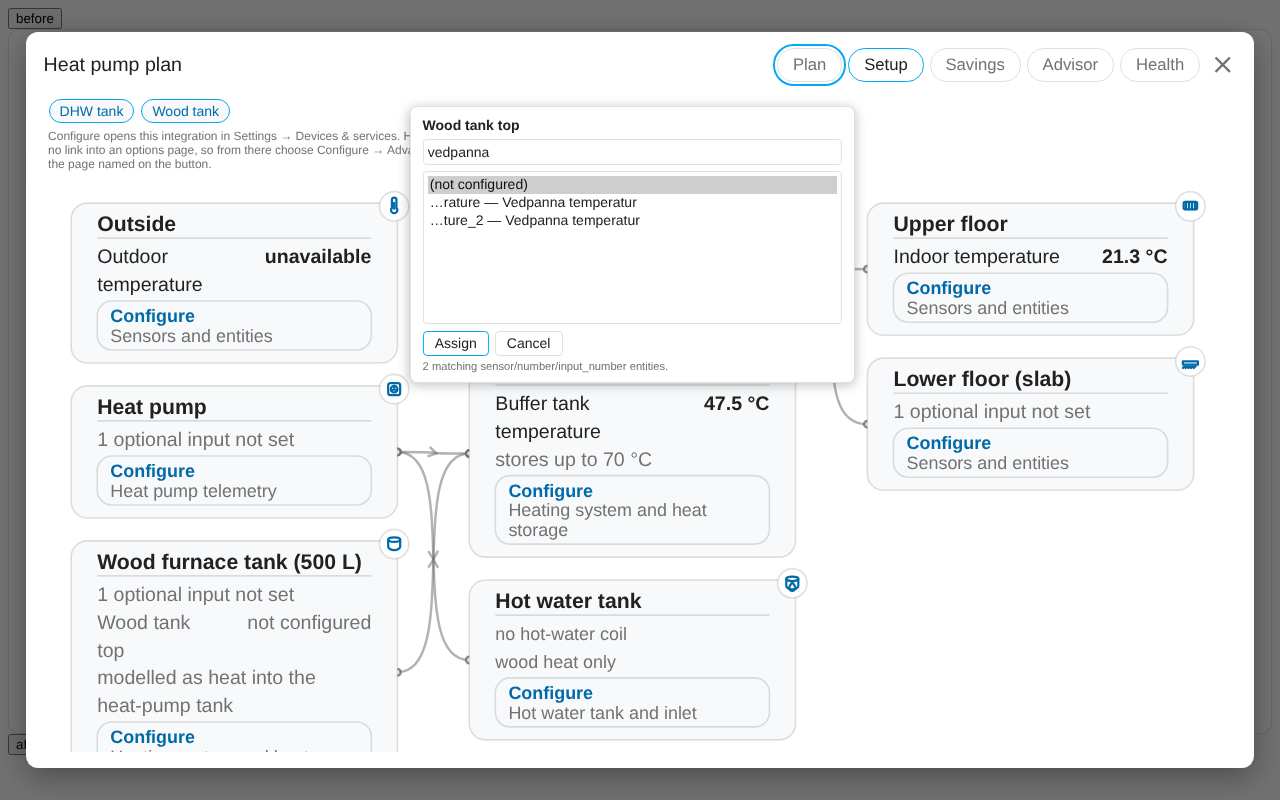 before
Heat pump plan
Plan
Setup
Savings
Advisor
Health
DHW tank
Wood tank
Configure opens this integration in Settings → Devices & services. H
no link into an options page, so from there choose Configure → Adva
the page named on the button.
Wood tank top
vedpanna
(not configured)
…rature — Vedpanna temperatur
…ture_2 — Vedpanna temperatur
Assign
Cancel
2 matching sensor/number/input_number entities.
Outside
Outdoor temperature unavailable
Configure
Sensors and entities
Heat pump
1 optional input not set
Configure
Heat pump telemetry
Wood furnace tank (500 L)
1 optional input not set
Wood tank top not configured
modelled as heat into the
heat-pump tank
Configure
Buffer tank temperature 47.5 °C
stores up to 70 °C
Configure
Heating system and heat
storage
Hot water tank
no hot-water coil
wood heat only
Configure
Hot water tank and inlet
Upper floor
Indoor temperature 21.3 °C
Configure
Sensors and entities
Lower floor (slab)
1 optional input not set
Configure
Sensors and entities